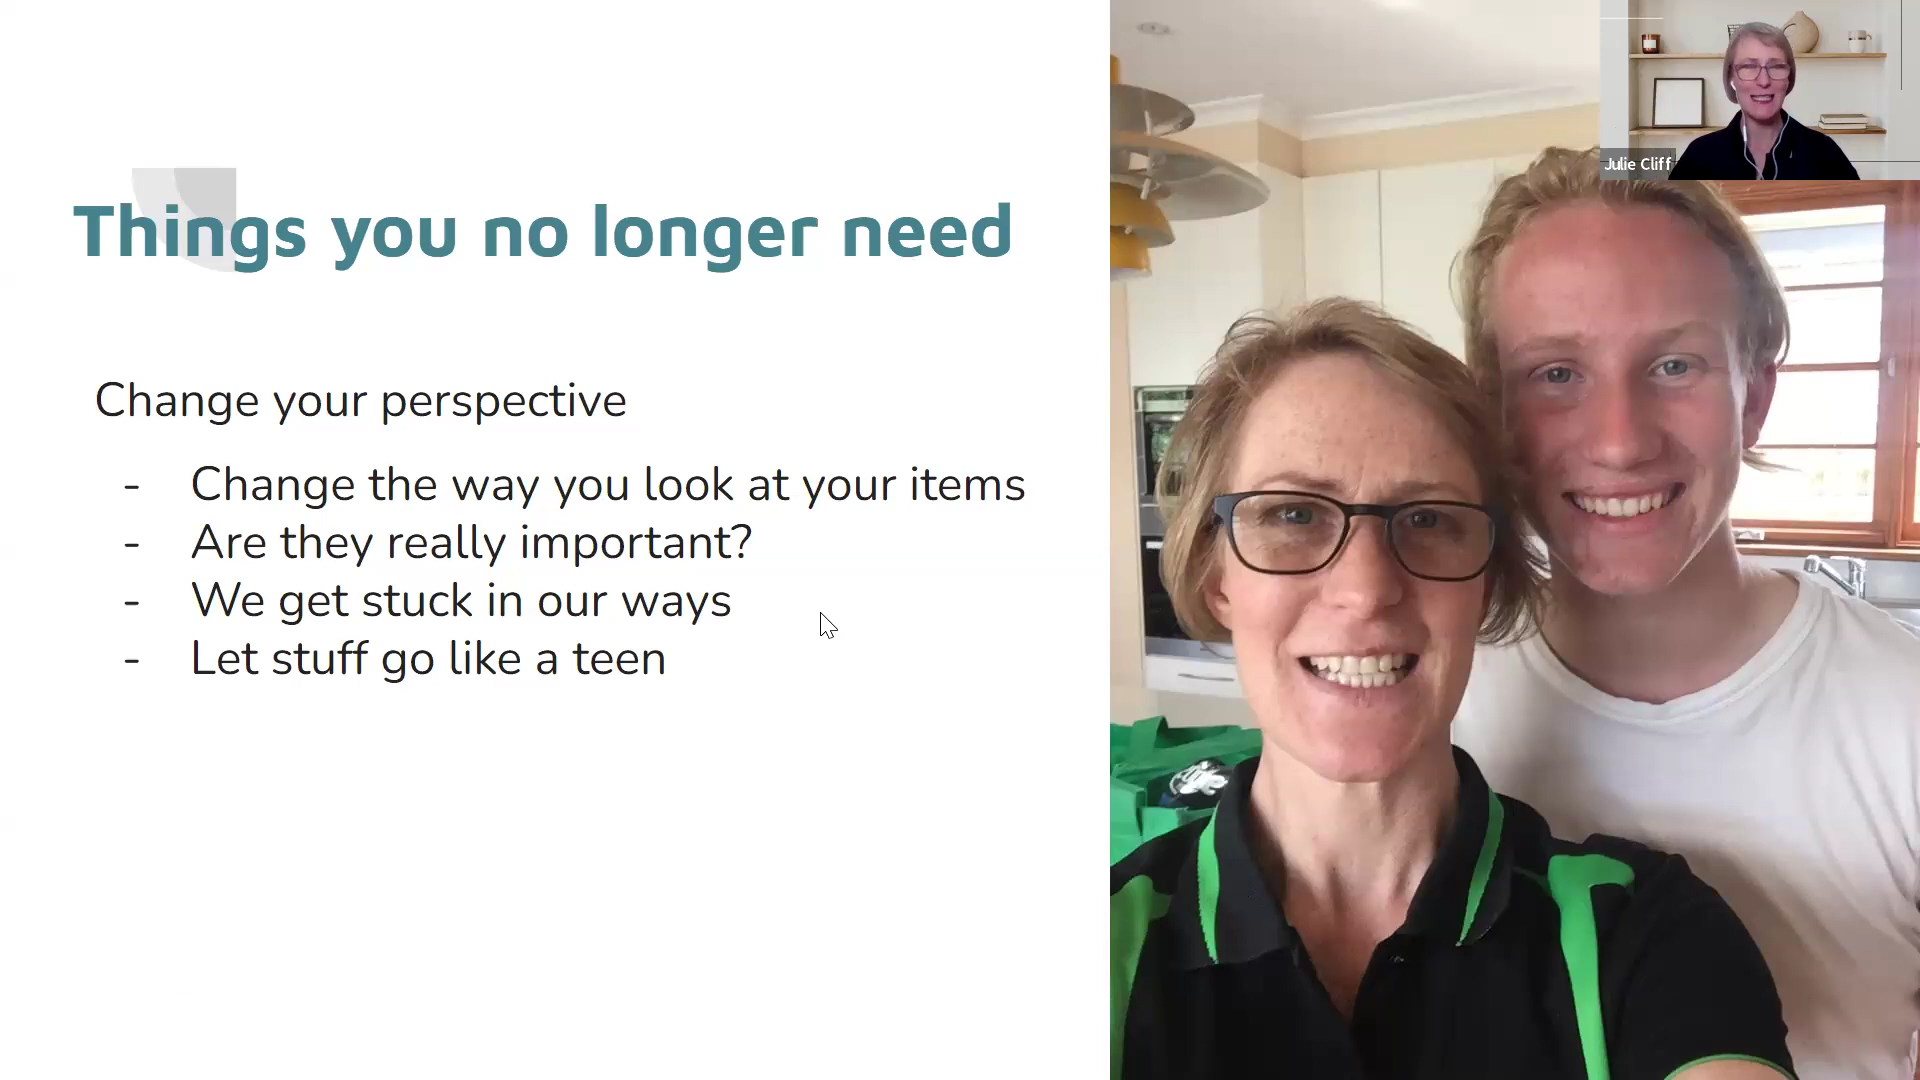 Things you no longer need
Change your perspective
- Change the way you look at your items
- Are they really important?
- We get stuck in our ways
- Let stuff go like a teen
Julie Cliff